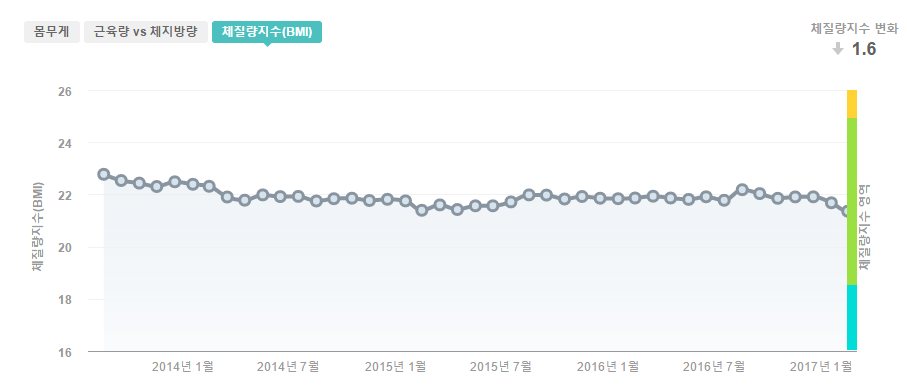 몸무게
근육량 vs 체지방량
체질량지수(BMI)
체질량지수 변화
1.6
26
24
22
20
18
16
체질량지수(BMI)
체질량지수 영역
2014년 1월
2014년 7월
2015년 1월
2015년 7월
2016년 1월
2016년 7월
2017년 1월